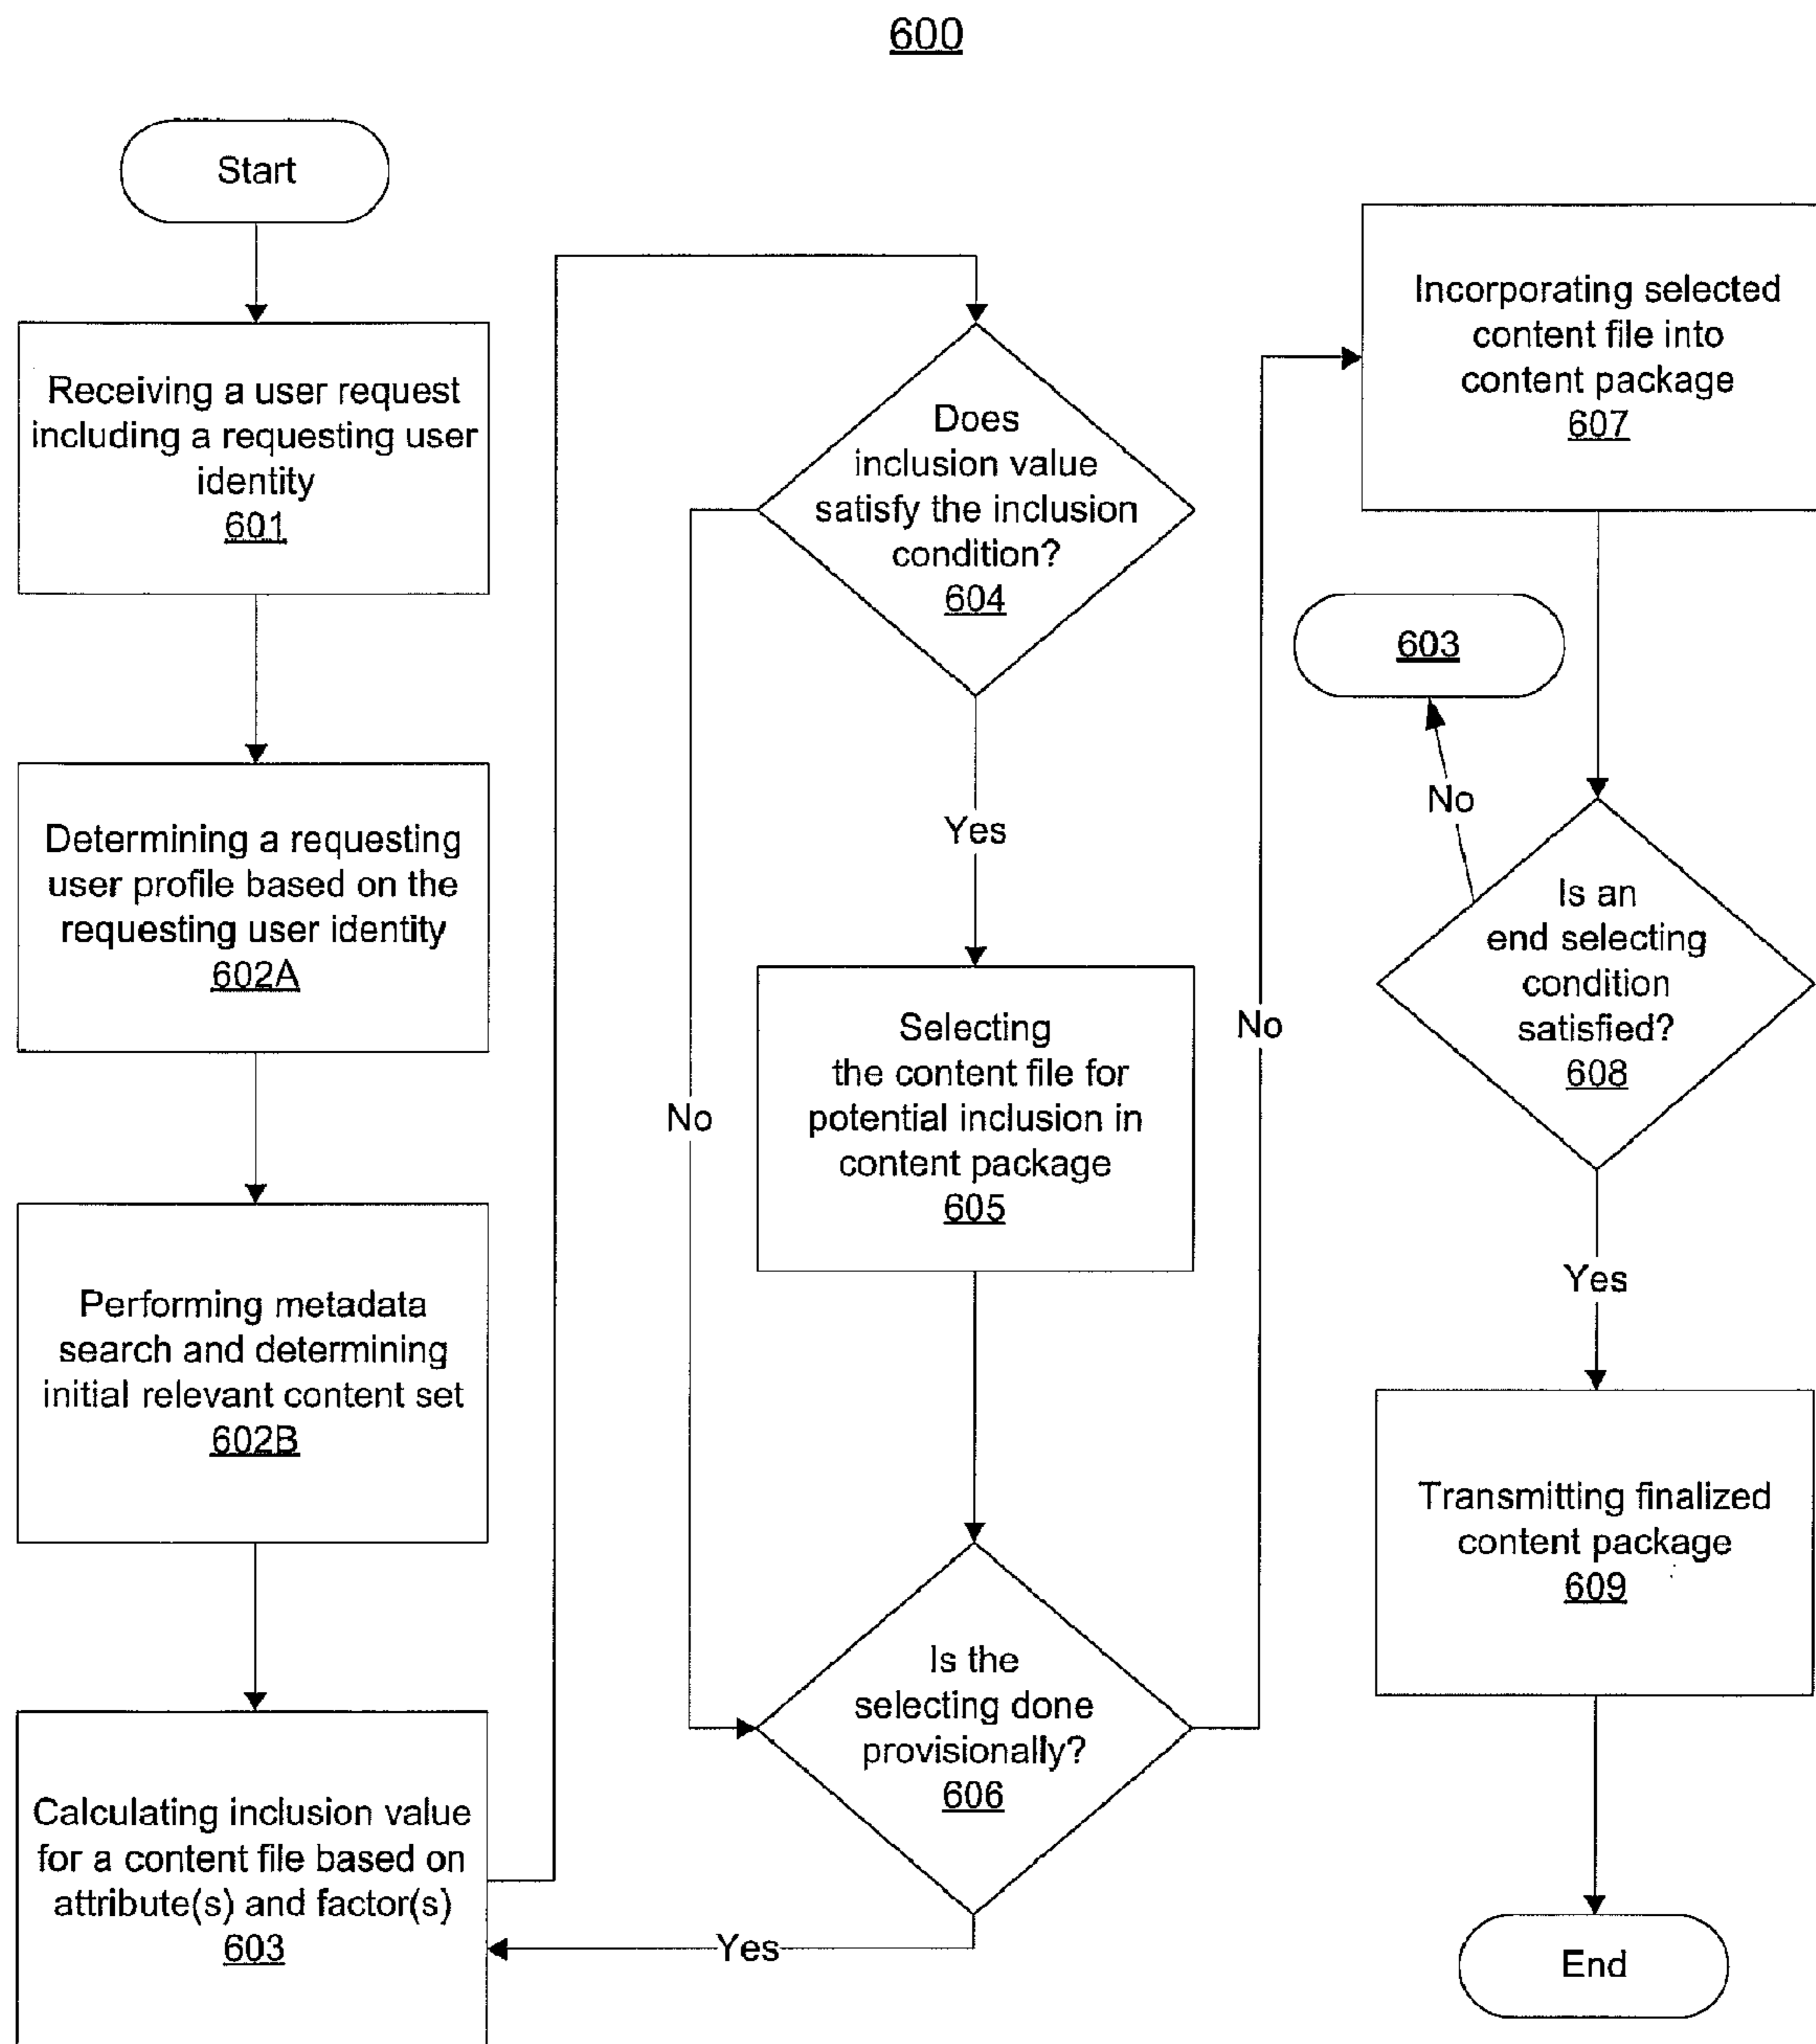 600
Start
Receiving a user request
including a requesting user
identity
601
Determining a requesting
user profile based on the
requesting user identity
602A
Performing metadata
search and determining
initial relevant content set
602B
Calculating inclusion value
for a content file based on
attribute(s) and factor(s)
603
Does
inclusion value
satisfy the inclusion
condition?
604
Yes
No
Selecting
the content file for
potential inclusion in
content package
605
Is the
selecting done
provisionally?
606
Yes
No
Incorporating selected
content file into
content package
607
603
No
Is an
end selecting
condition
satisfied?
608
Yes
Transmitting finalized
content package
609
End